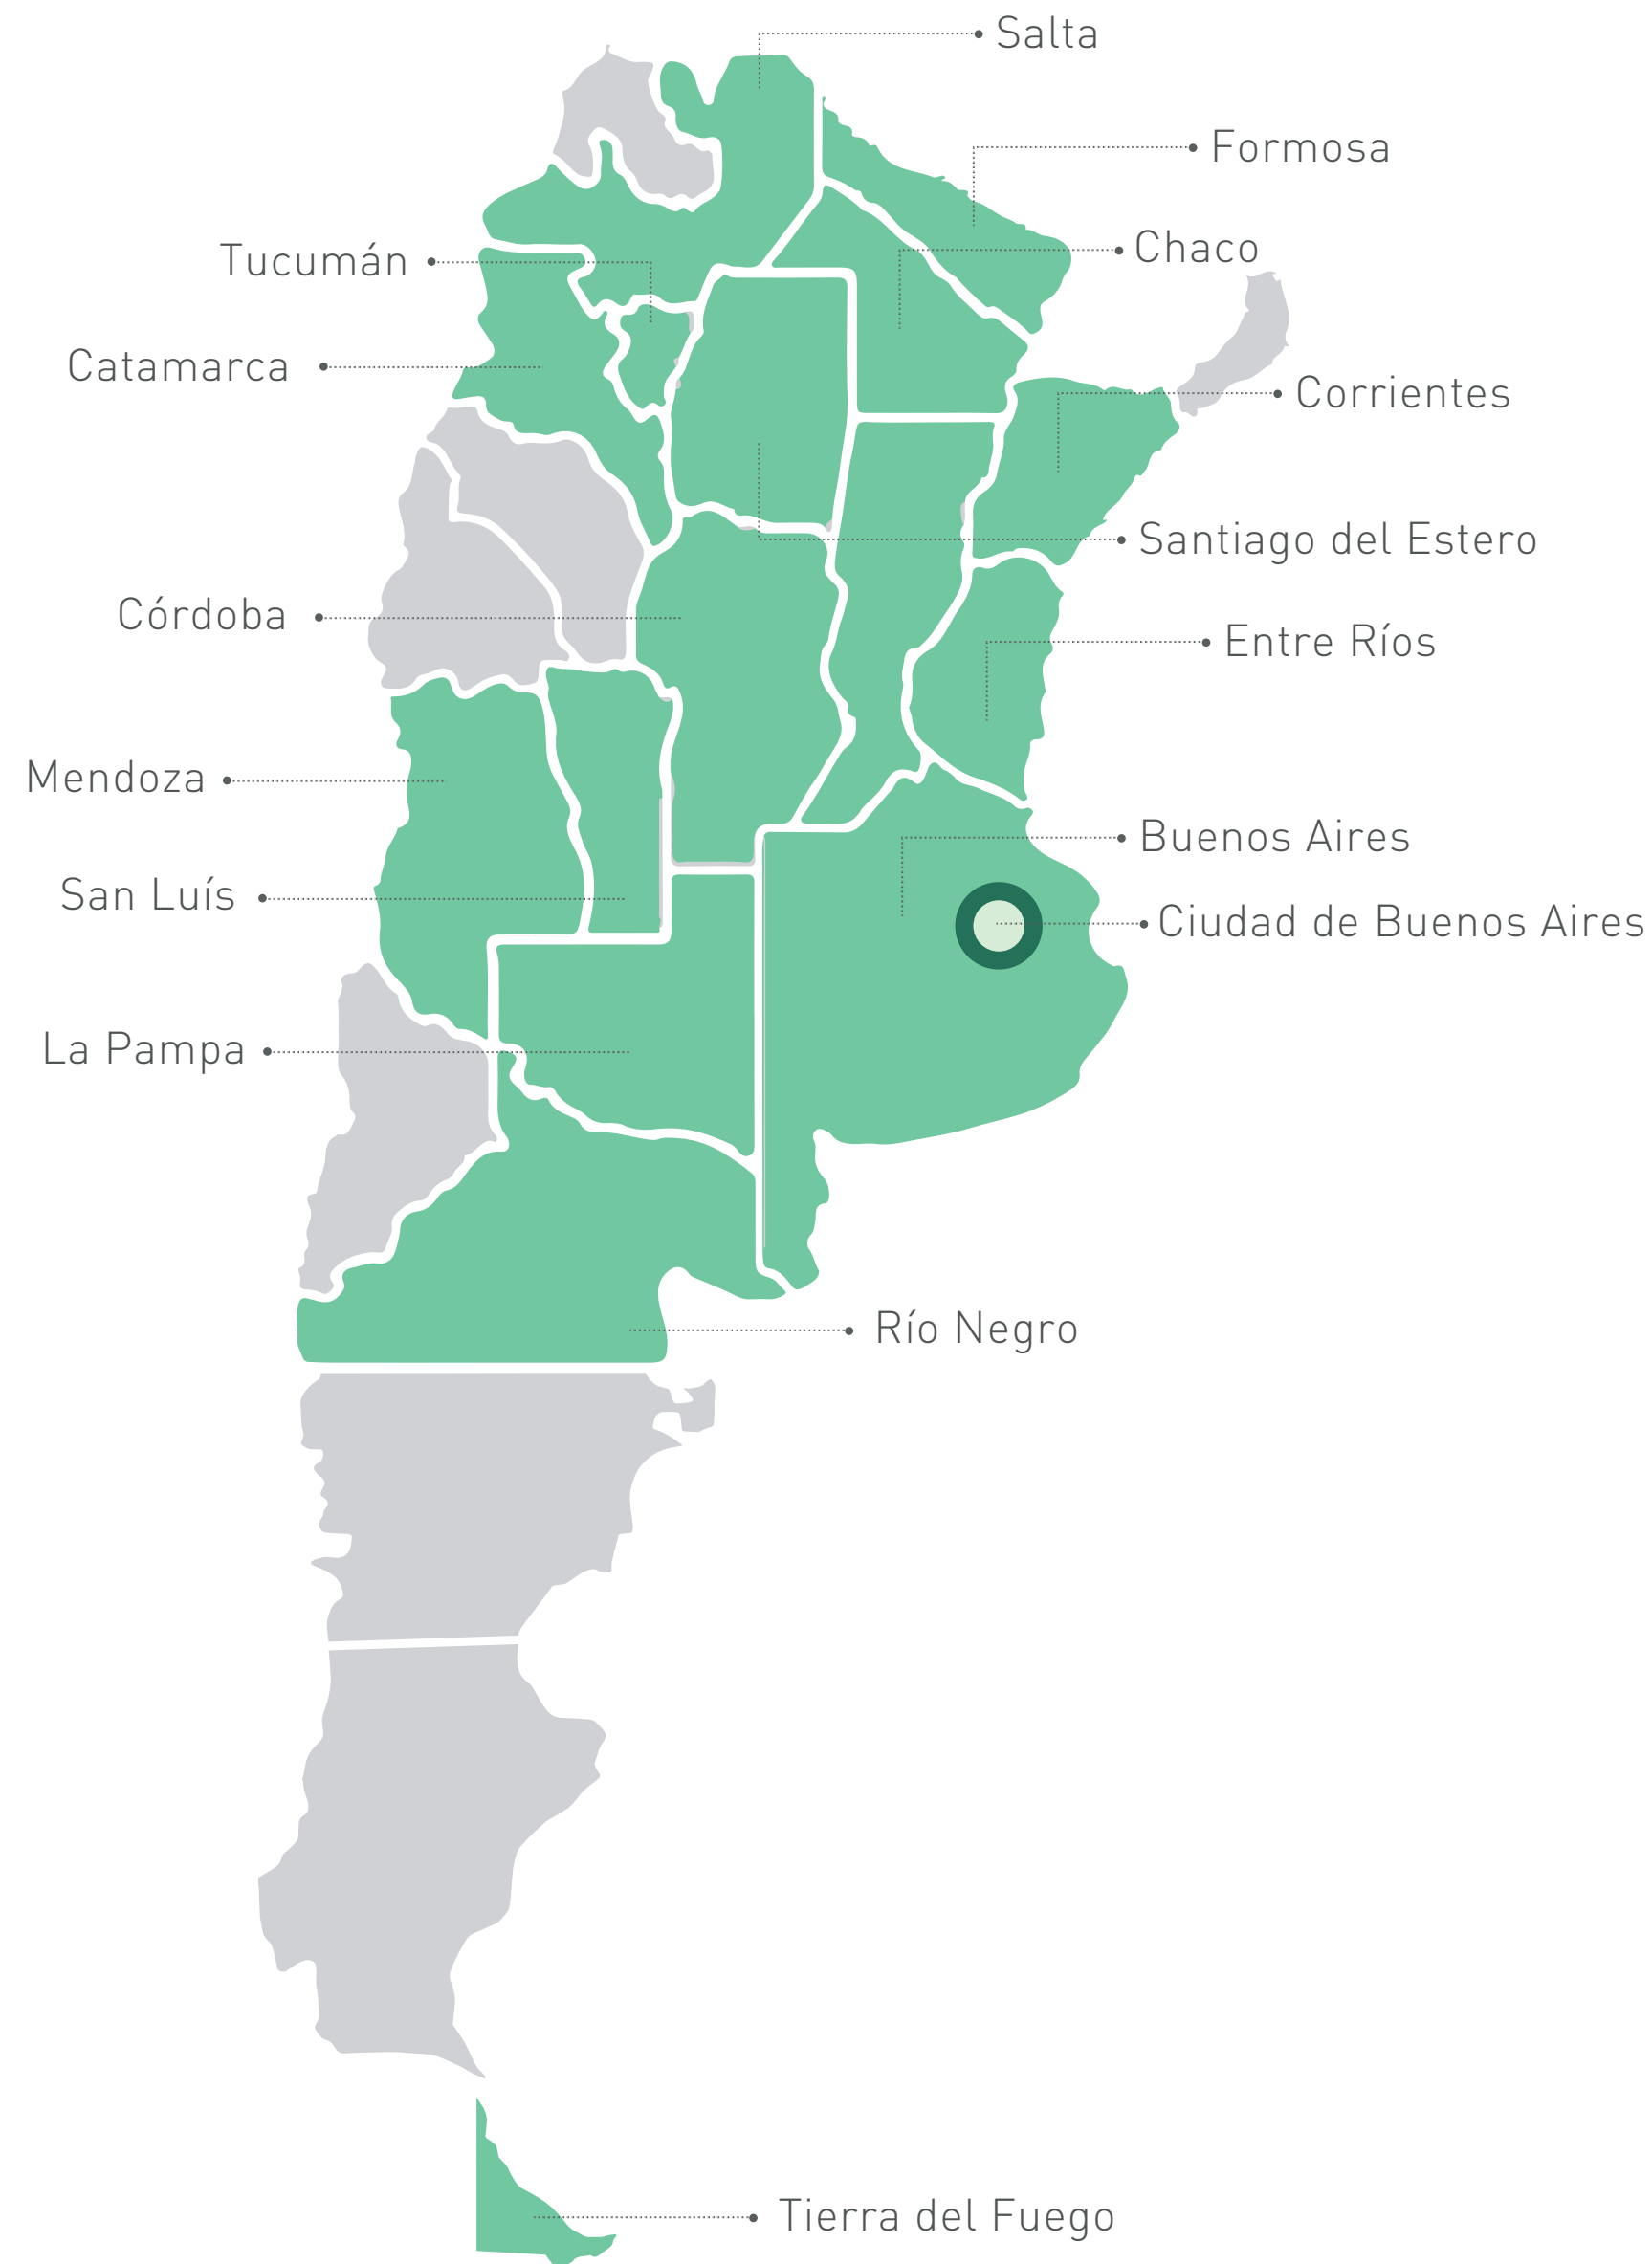 Salta
Formosa
Chaco
Tucumán
Catamarca
Corrientes
Santiago del Estero
Córdoba
Entre Ríos
Mendoza
Buenos Aires
San Luís
Ciudad de Buenos Aires
La Pampa
Río Negro
Tierra del Fuego